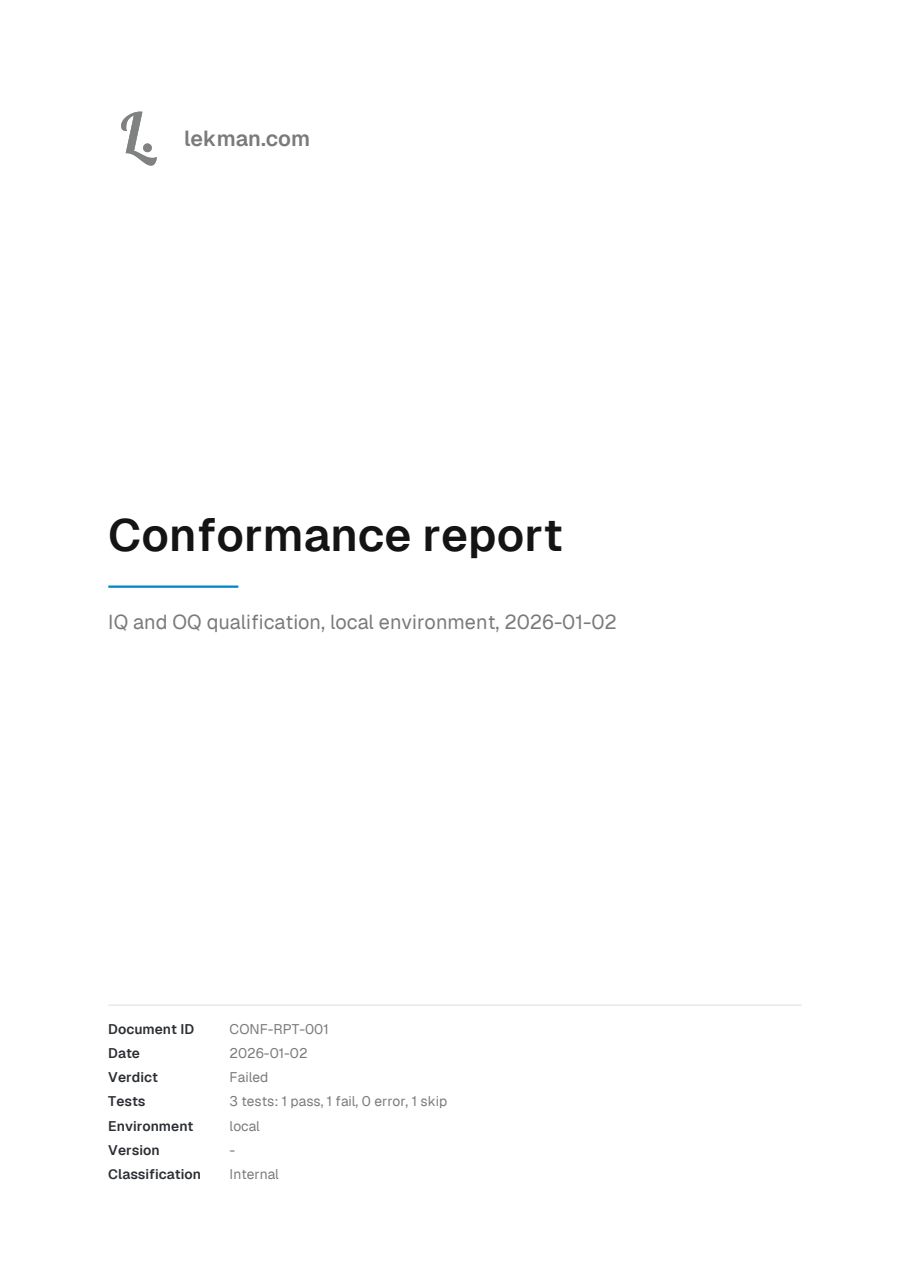 L.
lekman.com
Conformance report
IQ and OQ qualification, local environment, 2026-01-02
Document ID CONF-RPT-001
Date 2026-01-02
Verdict Failed
Tests 3 tests: 1 pass, 1 fail, 0 error, 1 skip
Environment local
Version -
Classification Internal